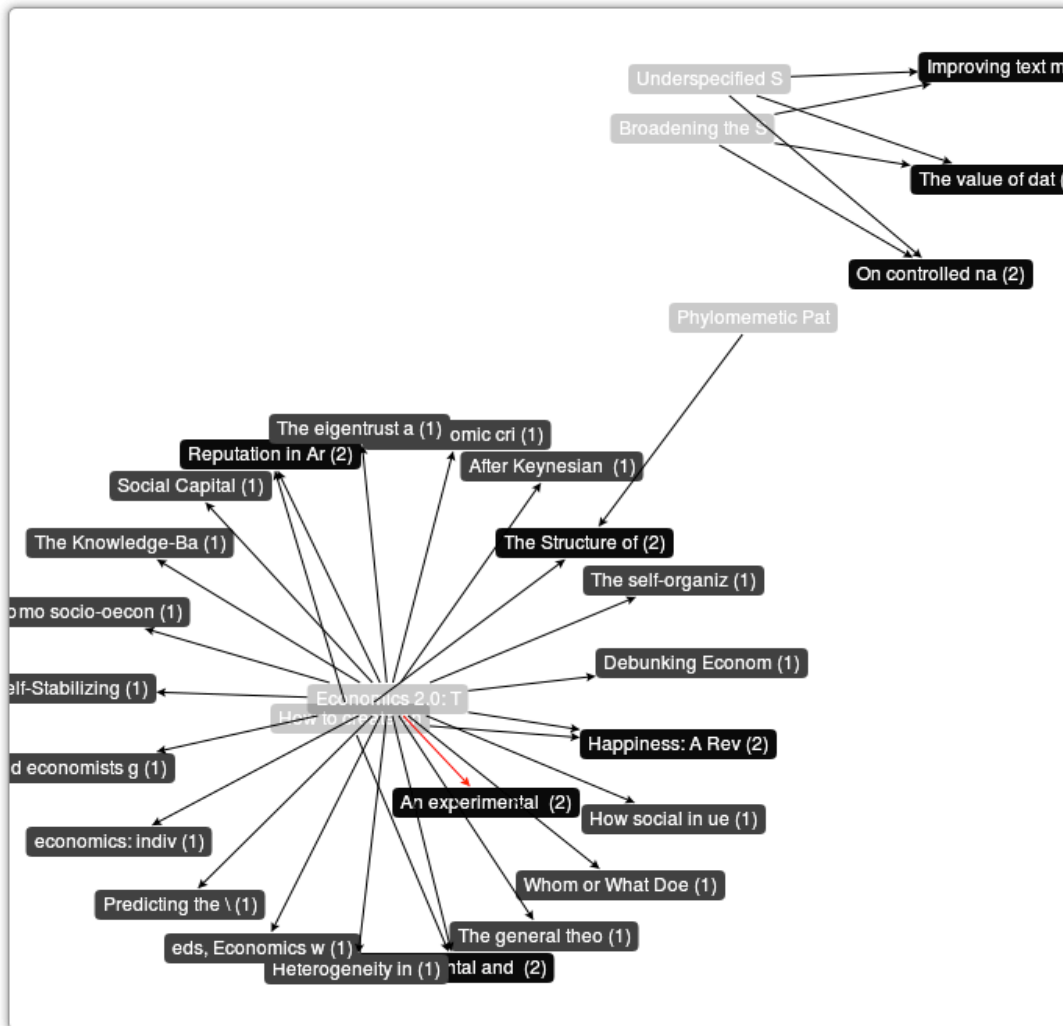 Improving text m
Underspecified S
Broadening the S
The value of dat (
On controlled na (2)
Phylomemetic Pat
The eigentrust a (1)
omic cri (1)
Reputation in Ar (2)
After Keynesian (1)
Social Capital (1)
The Knowledge-Ba (1)
The Structure of (2)
The self-organiz (1)
omo socio-oecon (1)
Debunking Econom (1)
elf-Stabilizing (1)
Economics 2.0: T
How to create
Happiness: A Rev (2)
d economists g (1)
An experimental (2)
How social in ue (1)
economics: indiv (1)
Whom or What Doe (1)
Predicting the \ (1)
The general theo (1)
eds, Economics w (1)
Heterogeneity in (1)
ntal and (2)